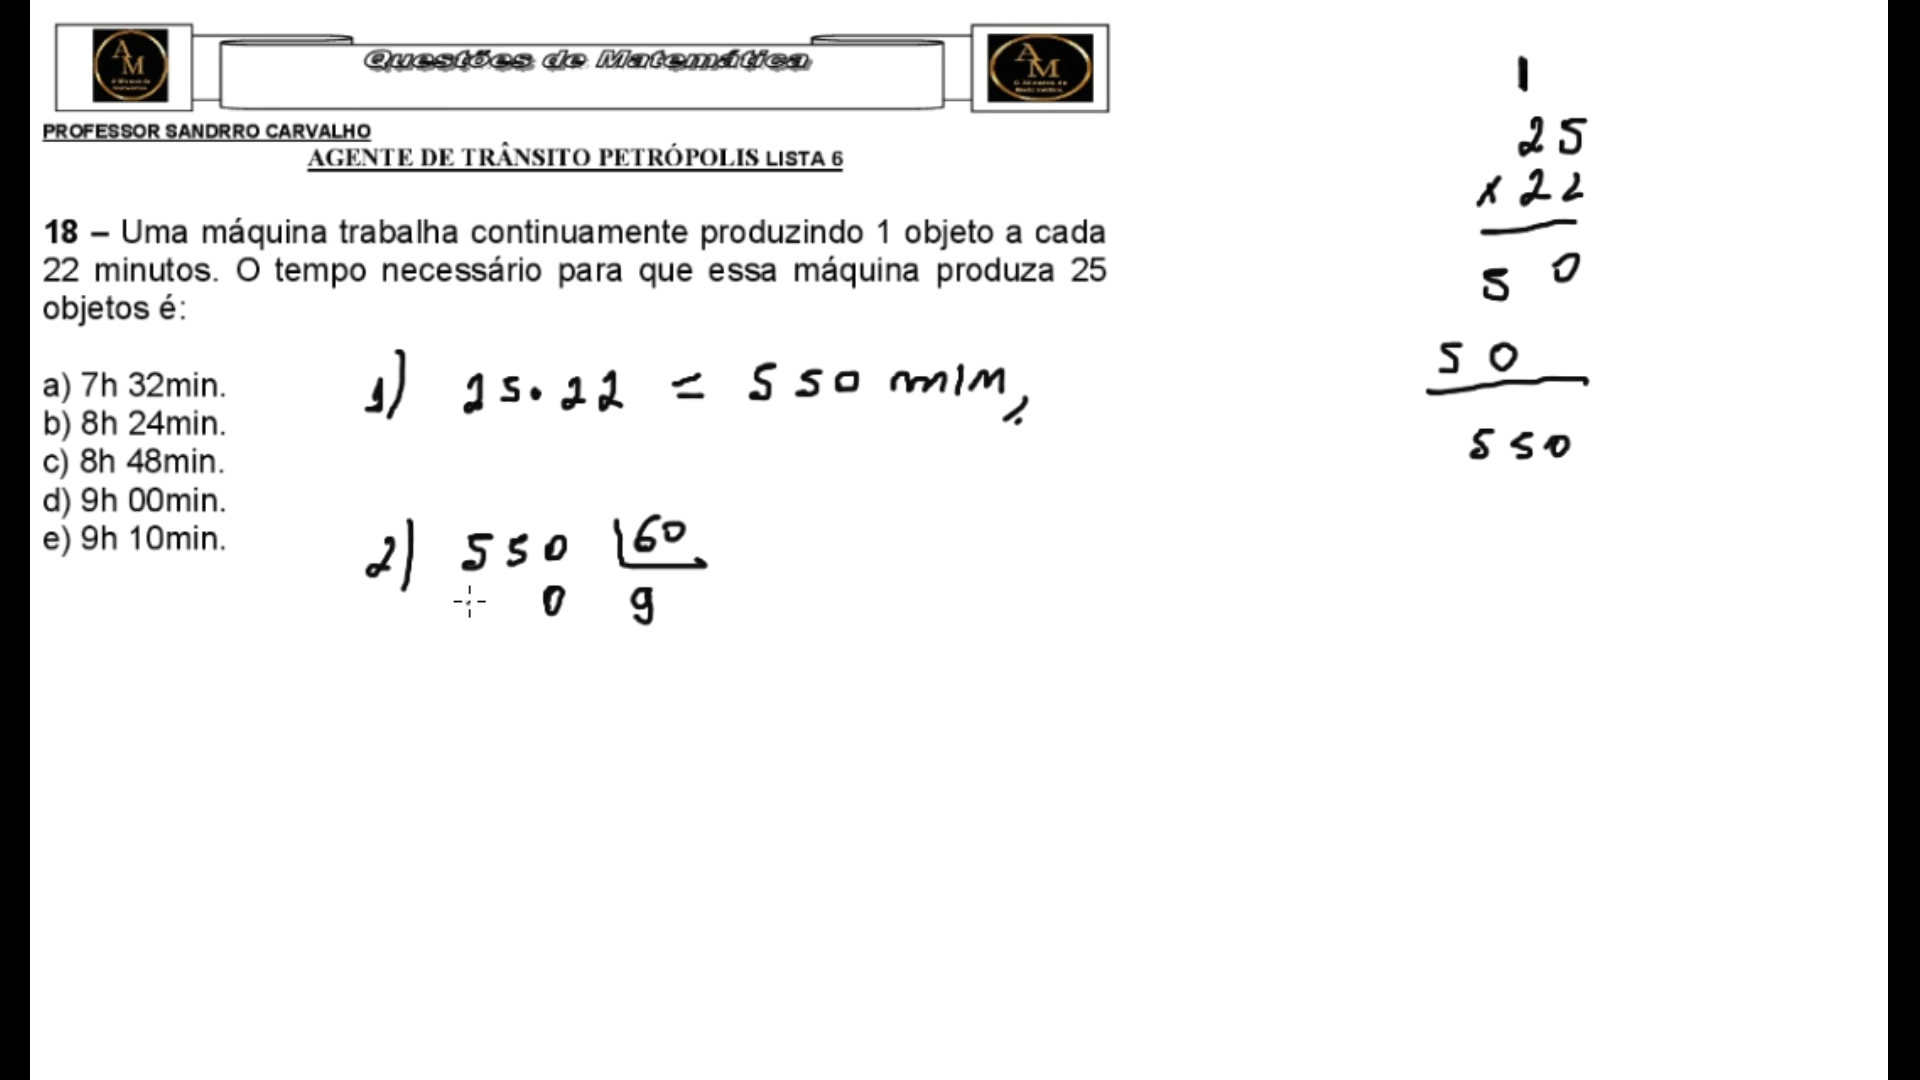 AM
Questões de Matemática
AM
PROFESSOR SANDRRO CARVALHO
AGENTE DE TRÂNSITO PETRÓPOLIS LISTA 6
18 – Uma máquina trabalha continuamente produzindo 1 objeto a cada
22 minutos. O tempo necessário para que essa máquina produza 25
objetos é:
a) 7h 32min.
b) 8h 24min.
c) 8h 48min.
d) 9h 00min.
e) 9h 10min.
1) 25.22 = 550 min
2) 550 60
0 9
1
25
x 22
50
50
550